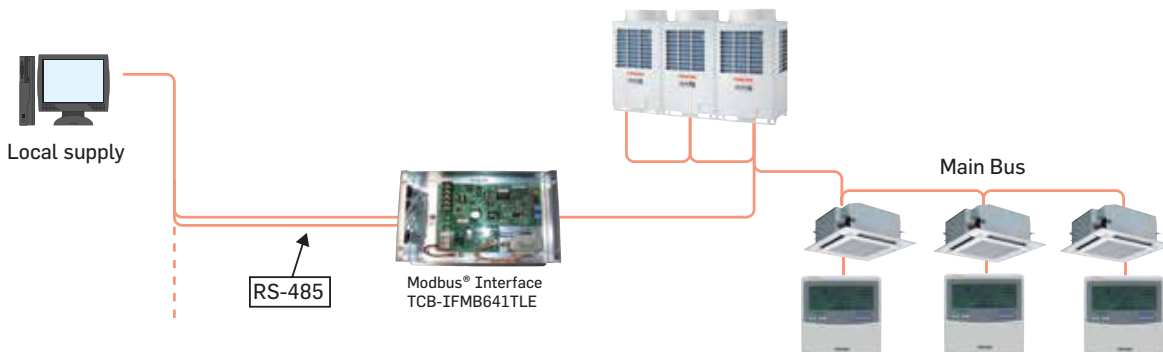 Local supply
Main Bus
RS-485
Modbus® Interface
TCB-IFMB641TLE